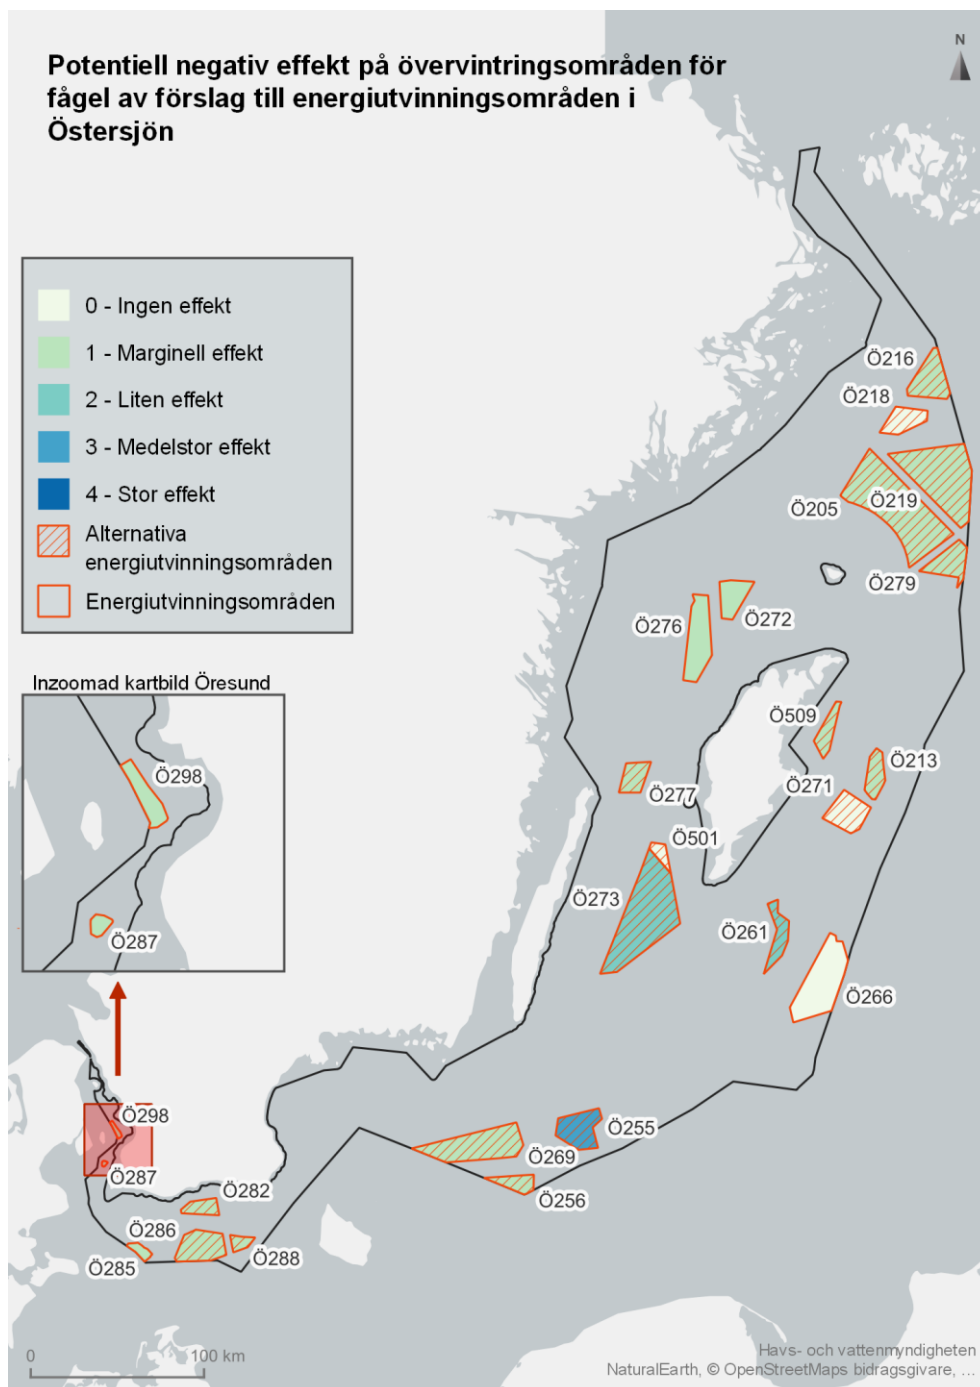 Potentiell negativ effekt på övervintringsområden för
fågel av förslag till energiutvinningsområden i
Östersjön
N
0 - Ingen effekt
1 - Marginell effekt
2 - Liten effekt
3 - Medelstor effekt
4 - Stor effekt
Alternativa
energiutvinningsområden
Energiutvinningsområden
Ö216
Ö218
Ö219
Ö205
Ö279
Ö272
Ö276
Ö509
Ö213
Ö271
Ö277
Ö501
Ö273
Ö261
Ö266
Inzoomad kartbild Öresund
Ö298
Ö287
Ö298
Ö287
Ö255
Ö269
Ö256
Ö282
Ö286
Ö288
Ö285
0
100 km
Havs- och vattenmyndigheten
NaturalEarth, © OpenStreetMaps bidragsgivare, ...